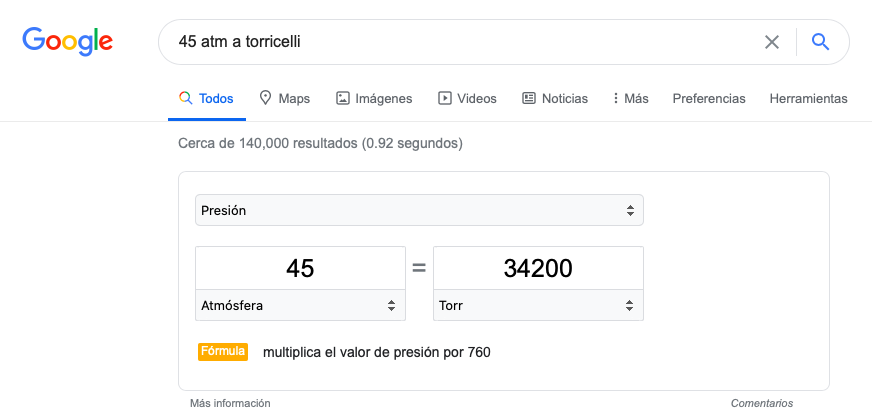 Google
45 atm a torricelli
Todos Maps Imágenes Videos Noticias Más Preferencias Herramientas
Cerca de 140,000 resultados (0.92 segundos)
Presión
45 = 34200
Atmósfera Torr
Fórmula multiplica el valor de presión por 760
Más información Comentarios